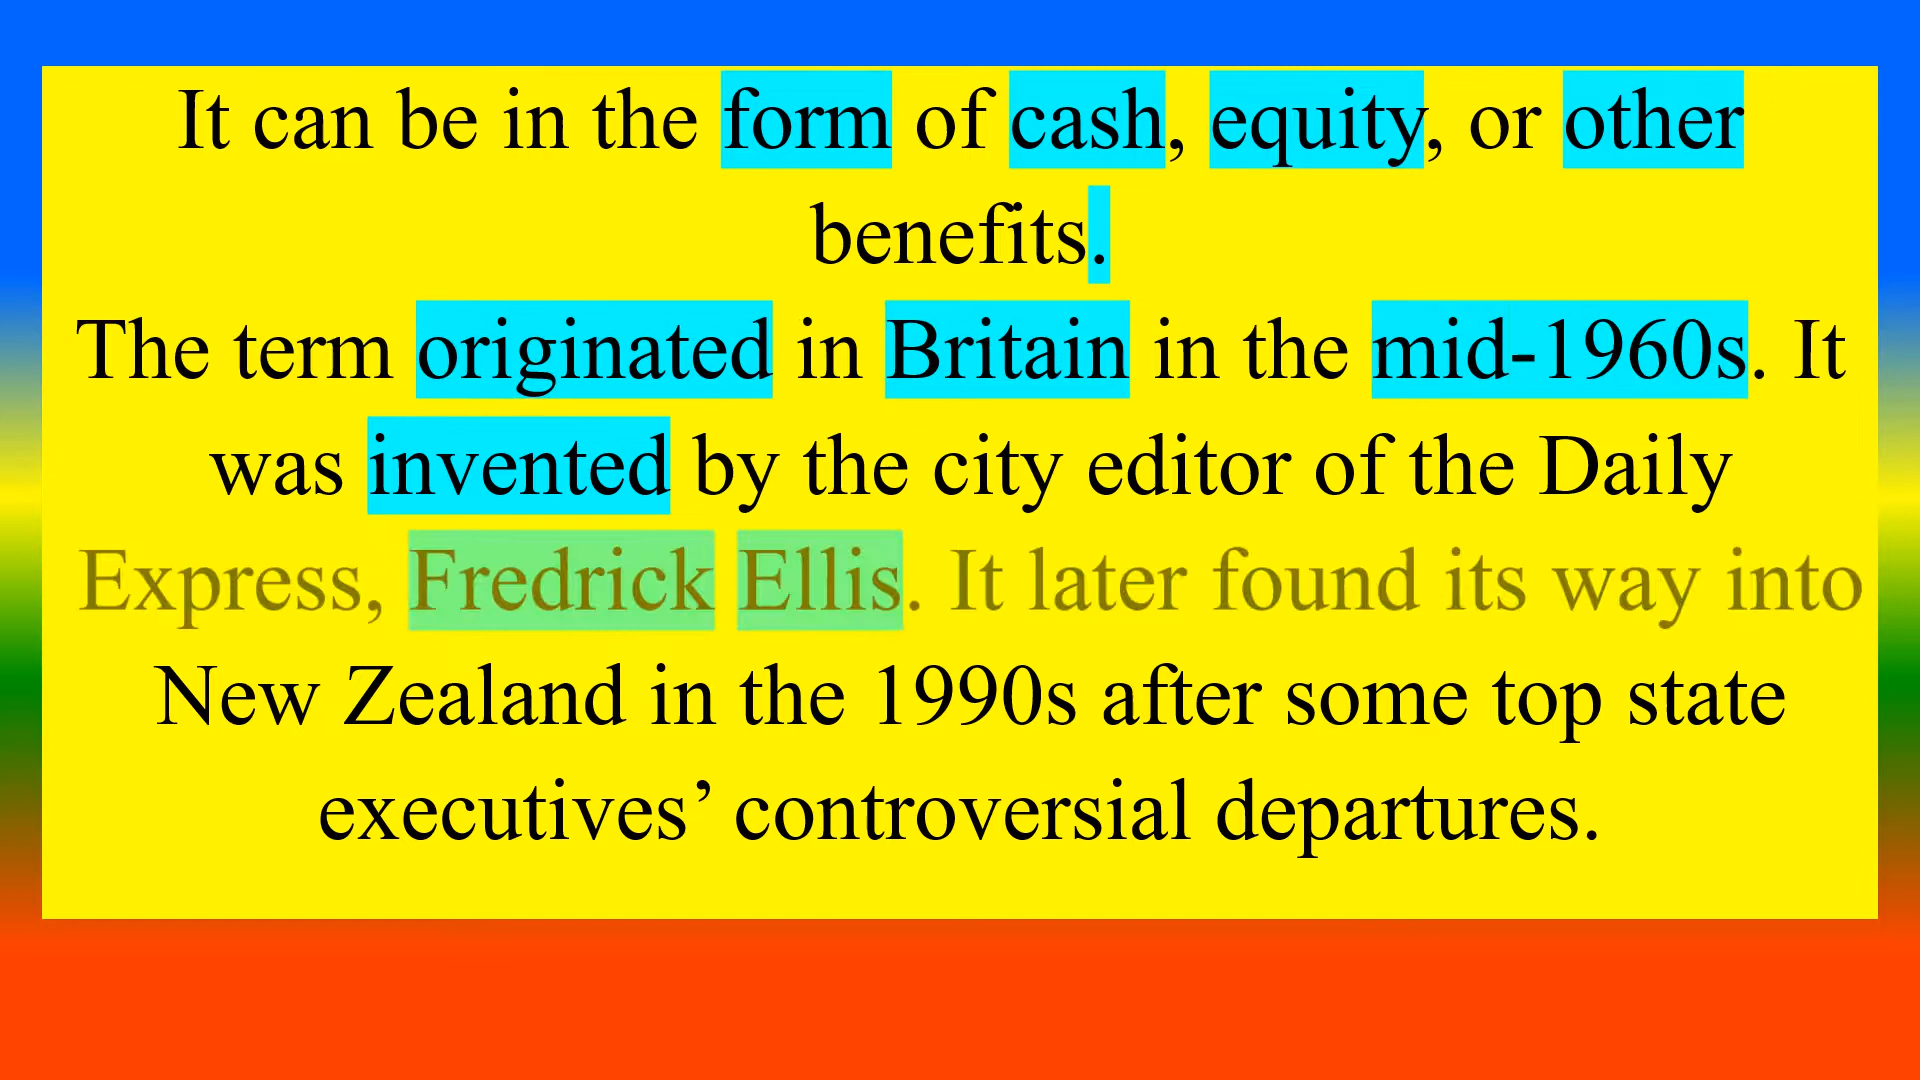 It can be in the form of cash, equity, or other
benefits.
The term originated in Britain in the mid-1960s. It
was invented by the city editor of the Daily
Express, Fredrick Ellis. It later found its way into
New Zealand in the 1990s after some top state
executives’ controversial departures.